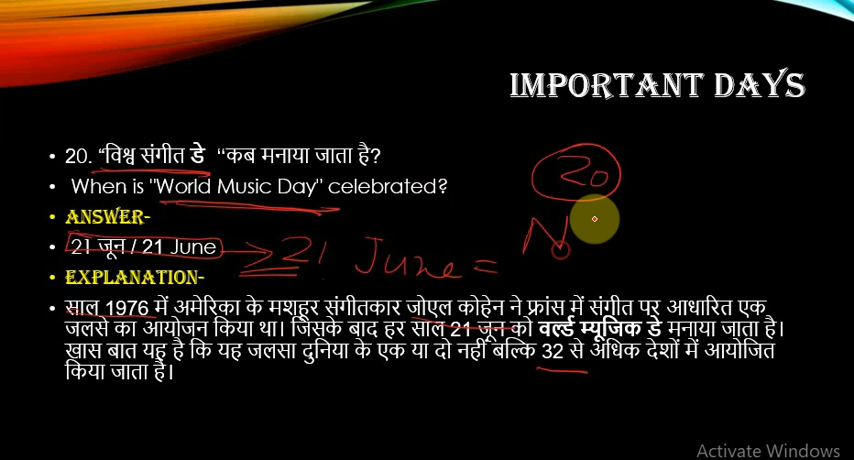 IMPORTANT DAYS
• 20. “विश्व संगीत डे ‘‘कब मनाया जाता है?
• When is "World Music Day" celebrated?
20
• ANSWER-
N
• 21 जून / 21 June
21 June =
• EXPLANATION-
• साल 1976 में अमेरिका के मशहूर संगीतकार जोएल कोहेन ने फ्रांस में संगीत पर आधारित एक
जलसे का आयोजन किया था। जिसके बाद हर साल 21 जून को वर्ल्ड म्यूजिक डे मनाया जाता है।
खास बात यह है कि यह जलसा दुनिया के एक या दो नहीं बल्कि 32 से अधिक देशों में आयोजित
किया जाता है।
Activate Windows